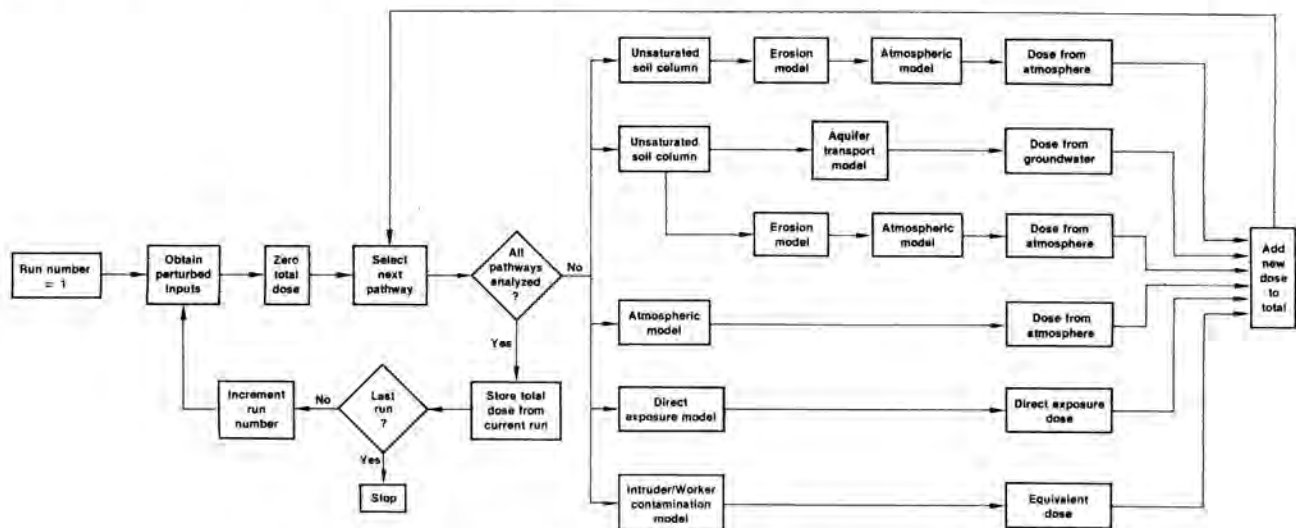 Run number
= 1
Obtain
perturbed
inputs
Zero
total
dose
Select
next
pathway
All
pathways
analyzed
?
No
Yes
Store total
dose from
current run
Last
run
?
No
Increment
run
number
Yes
Stop
Unsaturated
soil column
Erosion
model
Atmospheric
model
Dose from
atmosphere
Unsaturated
soil column
Aquifer
transport
model
Dose from
groundwater
Erosion
model
Atmospheric
model
Dose from
atmosphere
Atmospheric
model
Dose from
atmosphere
Direct
exposure model
Direct exposure
dose
Intruder/Worker
contamination
model
Equivalent
dose
Add
new
dose
to
total